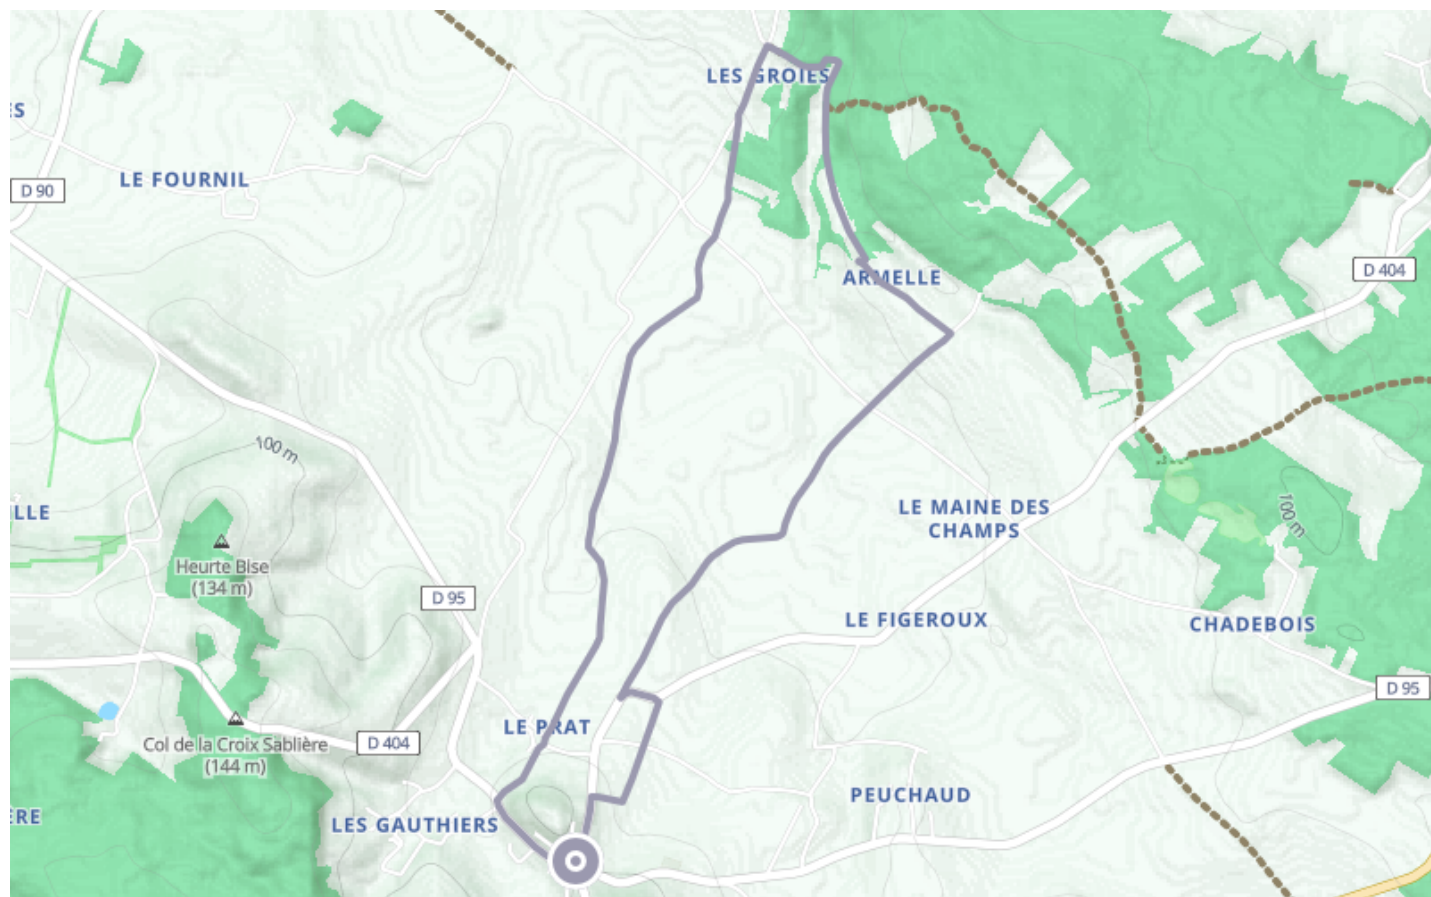 LES GROIES
ES
LE FOURNIL
D 90
D 404
ARMELLE
100 m
LLE
LE MAINE DES
CHAMPS
100 m
Heurte Bise
(134 m)
D 95
LE FIGEROUX
CHADEBOIS
D 95
LE PRAT
D 404
Col de la Croix Sablière
(144 m)
PEUCHAUD
ÈRE
LES GAUTHIERS